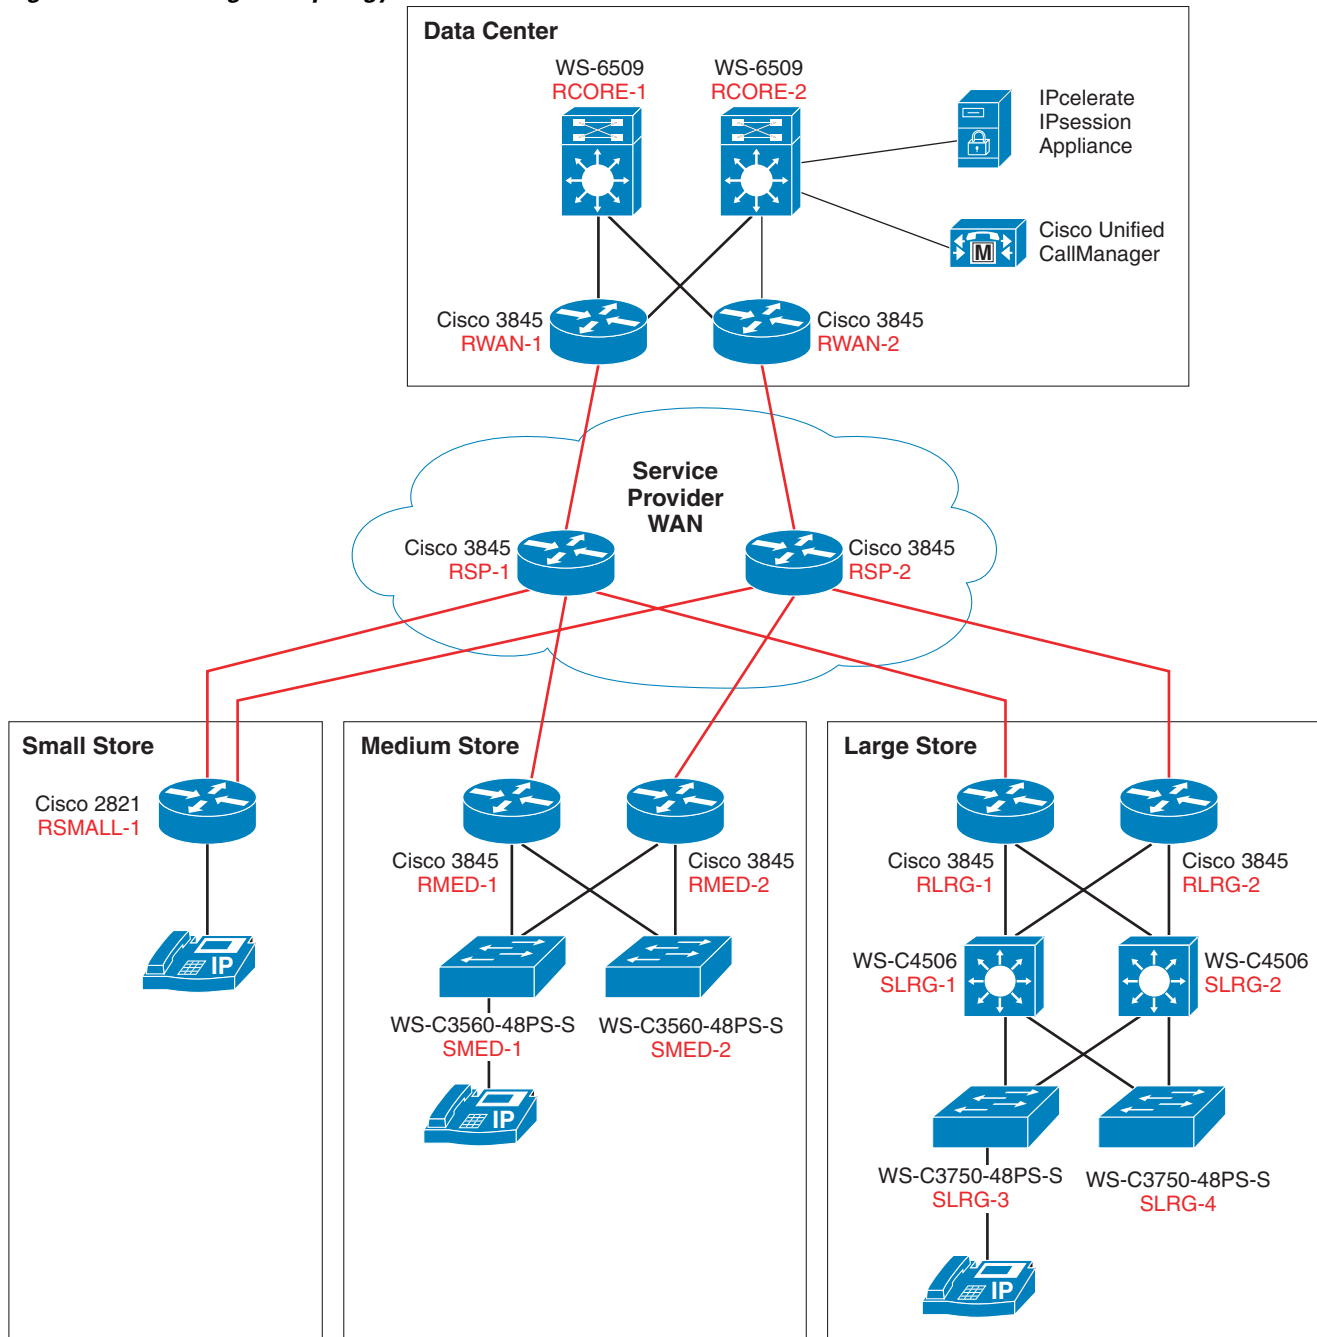 Data Center
WS-6509
RCORE-1
WS-6509
RCORE-2
IPcelerate
IPsession
Appliance
M
Cisco Unified
CallManager
Cisco 3845
RWAN-1
Cisco 3845
RWAN-2
Service
Provider
WAN
Cisco 3845
RSP-1
Cisco 3845
RSP-2
Small Store
Cisco 2821
RSMALL-1
IP
Medium Store
Cisco 3845
RMED-1
Cisco 3845
RMED-2
WS-C3560-48PS-S
SMED-1
WS-C3560-48PS-S
SMED-2
IP
Large Store
Cisco 3845
RLRG-1
Cisco 3845
RLRG-2
WS-C4506
SLRG-1
WS-C4506
SLRG-2
WS-C3750-48PS-S
SLRG-3
WS-C3750-48PS-S
SLRG-4
IP